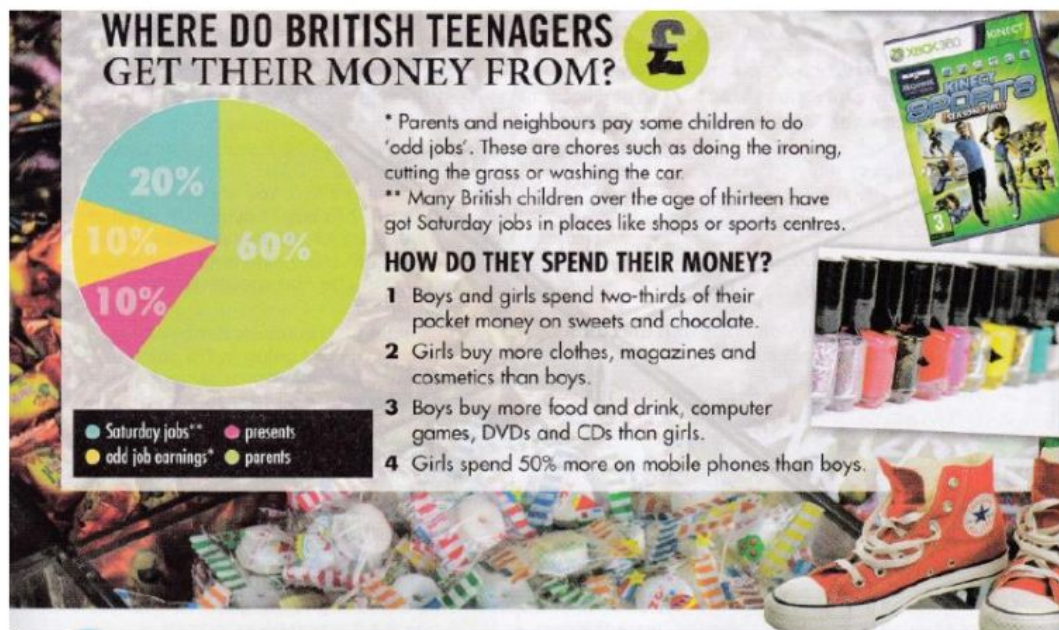 WHERE DO BRITISH TEENAGERS
GET THEIR MONEY FROM?
£
20%
10%
60%
10%
Saturday jobs**
presents
odd job earnings*
parents
* Parents and neighbours pay some children to do
'odd jobs'. These are chores such as doing the ironing,
cutting the grass or washing the car.
** Many British children over the age of thirteen have
got Saturday jobs in places like shops or sports centres.
HOW DO THEY SPEND THEIR MONEY?
1 Boys and girls spend two-thirds of their
pocket money on sweets and chocolate.
2 Girls buy more clothes, magazines and
cosmetics than boys.
3 Boys buy more food and drink, computer
games, DVDs and CDs than girls.
4 Girls spend 50% more on mobile phones than boys.
XBOX 360
KINECT
KINECT
SPORTS
3